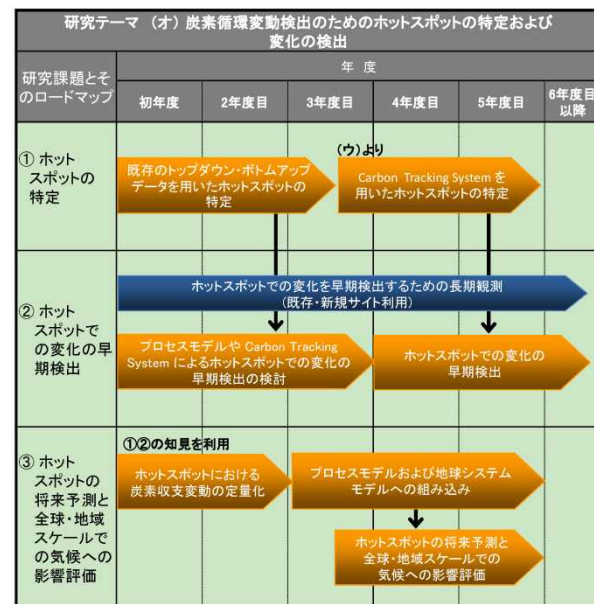 研究テーマ （オ）炭素循環変動検出のためのホットスポットの特定および
変化の検出
研究課題とそ
のロードマップ
年 度
初年度
2年度目
3年度目
4年度目
5年度目
6年度目
以降
① ホット
スポットの
特定
既存のトップダウン・ボトムアップ
データを用いたホットスポットの
特定
（ウ）より
Carbon Tracking System を
用いたホットスポットの特定
② ホット
スポットで
の変化の早
期検出
ホットスポットでの変化を早期検出するための長期観測
（既存・新規サイト利用）
プロセスモデルや Carbon Tracking
System によるホットスポットでの変化の
早期検出の検討
ホットスポットでの変化の
早期検出
③ ホット
スポットの
将来予測と
全球・地域
スケールで
の気候への
影響評価
①②の知見を利用
ホットスポットにおける
炭素収支変動の定量化
プロセスモデルおよび地球システム
モデルへの組み込み
ホットスポットの将来予測と
全球・地域スケールでの
気候への影響評価